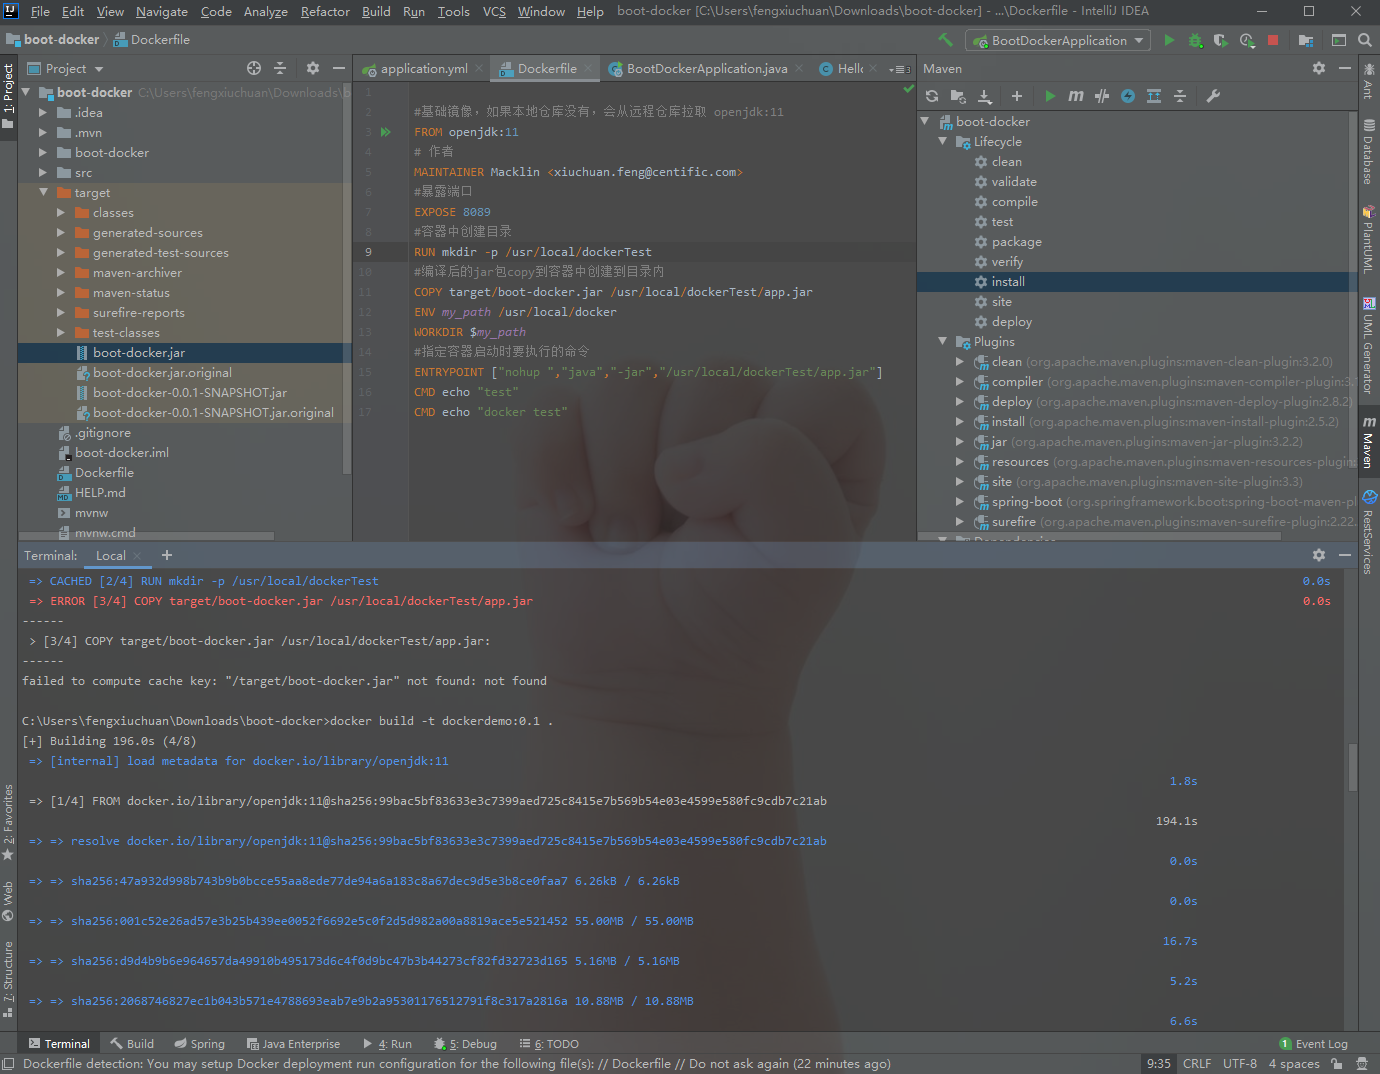 File Edit View Navigate Code Analyze Refactor Build Run Tools VCS Window Help boot-docker [C:\Users\fengxiuchuan\Downloads\boot-docker] - ...\Dockerfile - IntelliJ IDEA
boot-docker Dockerfile
BootDockerApplication
1: Project
Project
boot-docker C:\Users\fengxiuchuan\Downloads\b
.idea
.mvn
boot-docker
src
target
classes
generated-sources
generated-test-sources
maven-archiver
maven-status
surefire-reports
test-classes
boot-docker.jar
boot-docker.jar.original
boot-docker-0.0.1-SNAPSHOT.jar
boot-docker-0.0.1-SNAPSHOT.jar.original
.gitignore
boot-docker.iml
Dockerfile
HELP.md
mvnw
mvnw.cmd
application.yml Dockerfile BootDockerApplication.java Hello 3
1
2 #基础镜像，如果本地仓库没有，会从远程仓库拉取 openjdk:11
3 FROM openjdk:11
4 # 作者
5 MAINTAINER Macklin <xiuchuan.feng@centific.com>
6 #暴露端口
7 EXPOSE 8089
8 #容器中创建目录
9 RUN mkdir -p /usr/local/dockerTest
10 #编译后的jar包copy到容器中创建到目录内
11 COPY target/boot-docker.jar /usr/local/dockerTest/app.jar
12 ENV my_path /usr/local/docker
13 WORKDIR $my_path
14 #指定容器启动时要执行的命令
15 ENTRYPOINT ["nohup ","java","-jar","/usr/local/dockerTest/app.jar"]
16 CMD echo "test"
17 CMD echo "docker test"
Maven
boot-docker
Lifecycle
clean
validate
compile
test
package
verify
install
site
deploy
Plugins
clean (org.apache.maven.plugins:maven-clean-plugin:3.2.0)
compiler (org.apache.maven.plugins:maven-compiler-plugin:3.
deploy (org.apache.maven.plugins:maven-deploy-plugin:2.8.2)
install (org.apache.maven.plugins:maven-install-plugin:2.5.2)
jar (org.apache.maven.plugins:maven-jar-plugin:3.2.2)
resources (org.apache.maven.plugins:maven-resources-plugin:
site (org.apache.maven.plugins:maven-site-plugin:3.3)
spring-boot (org.springframework.boot:spring-boot-maven-pl
surefire (org.apache.maven.plugins:maven-surefire-plugin:2.22.
Dependencies
Ant
Database
PlantUML
UML Generator
Maven
RestServices
Terminal: Local
=> CACHED [2/4] RUN mkdir -p /usr/local/dockerTest 0.0s
=> ERROR [3/4] COPY target/boot-docker.jar /usr/local/dockerTest/app.jar 0.0s
------
> [3/4] COPY target/boot-docker.jar /usr/local/dockerTest/app.jar:
------
failed to compute cache key: "/target/boot-docker.jar" not found: not found
C:\Users\fengxiuchuan\Downloads\boot-docker>docker build -t dockerdemo:0.1 .
[+] Building 196.0s (4/8)
=> [internal] load metadata for docker.io/library/openjdk:11
1.8s
=> [1/4] FROM docker.io/library/openjdk:11@sha256:99bac5bf83633e3c7399aed725c8415e7b569b54e03e4599e580fc9cdb7c21ab
194.1s
=> => resolve docker.io/library/openjdk:11@sha256:99bac5bf83633e3c7399aed725c8415e7b569b54e03e4599e580fc9cdb7c21ab
0.0s
=> => sha256:47a932d998b743b9b0bcce55aa8ede77de94a6a183c8a67dec9d5e3b8ce0faa7 6.26kB / 6.26kB
0.0s
=> => sha256:001c52e26ad57e3b25b439ee0052f6692e5c0f2d5d982a00a8819ace5e521452 55.00MB / 55.00MB
16.7s
=> => sha256:d9d4b9b6e964657da49910b495173d6c4f0d9bc47b3b44273cf82fd32723d165 5.16MB / 5.16MB
5.2s
=> => sha256:2068746827ec1b043b571e4788693eab7e9b2a95301176512791f8c317a2816a 10.88MB / 10.88MB
6.6s
2: Favorites
Web
7: Structure
Terminal Build Spring Java Enterprise 4: Run 5: Debug 6: TODO 1 Event Log
Dockerfile detection: You may setup Docker deployment run configuration for the following file(s): // Dockerfile // Do not ask again (22 minutes ago) 9:35 CRLF UTF-8 4 spaces